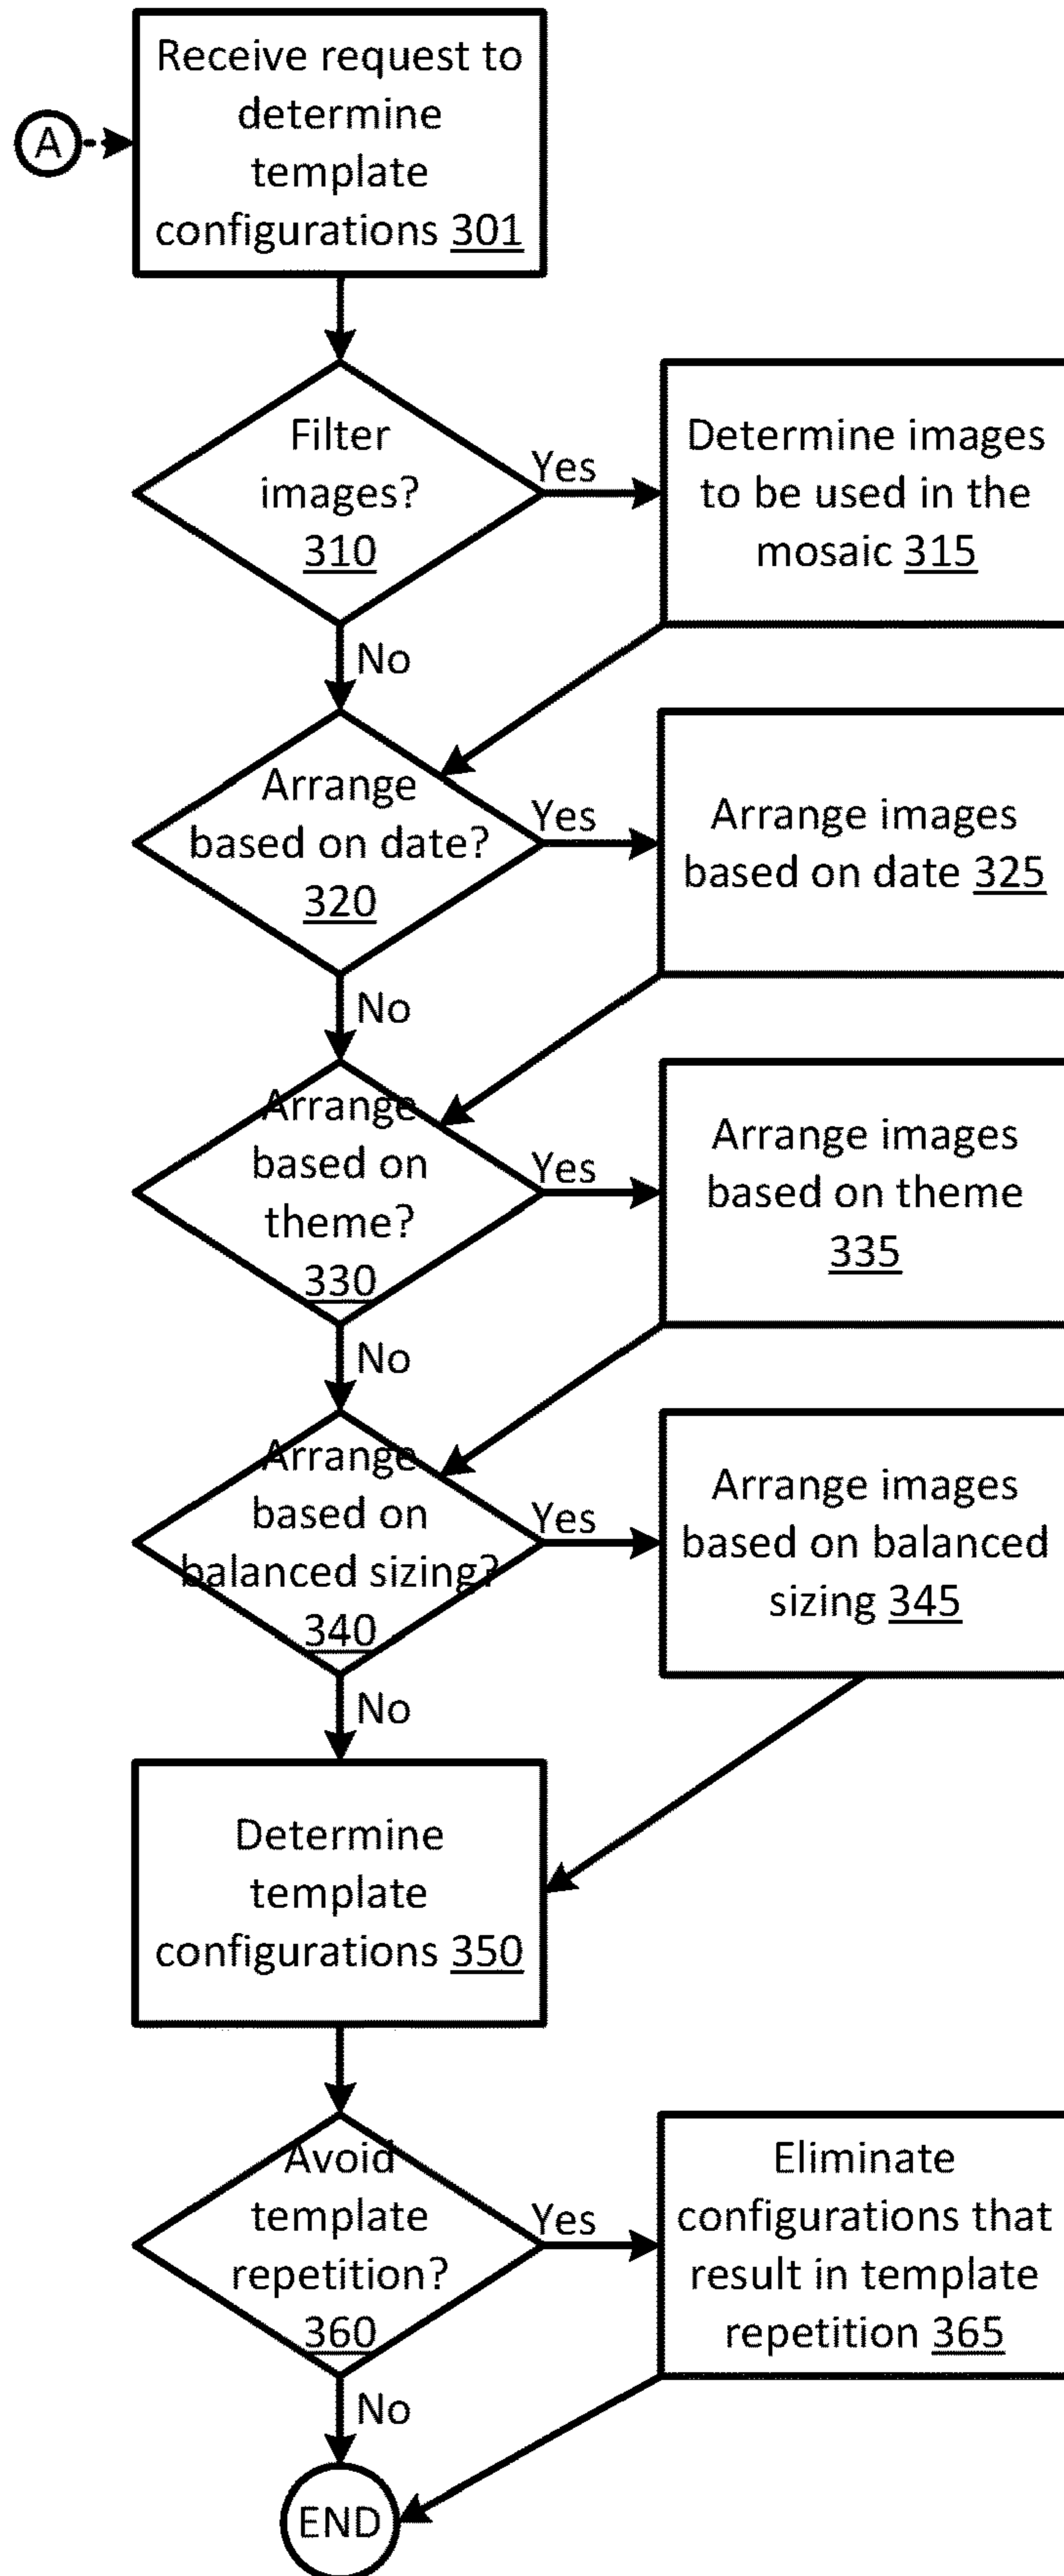 Receive request to
determine
template
configurations 301
A
Filter
images?
310
Yes
Determine images
to be used in the
mosaic 315
No
Arrange
based on date?
320
Yes
Arrange images
based on date 325
No
Arrange
based on
theme?
330
Yes
Arrange images
based on theme
335
No
Arrange
based on
balanced sizing?
340
Yes
Arrange images
based on balanced
sizing 345
No
Determine
template
configurations 350
Avoid
template
repetition?
360
Yes
Eliminate
configurations that
result in template
repetition 365
No
END